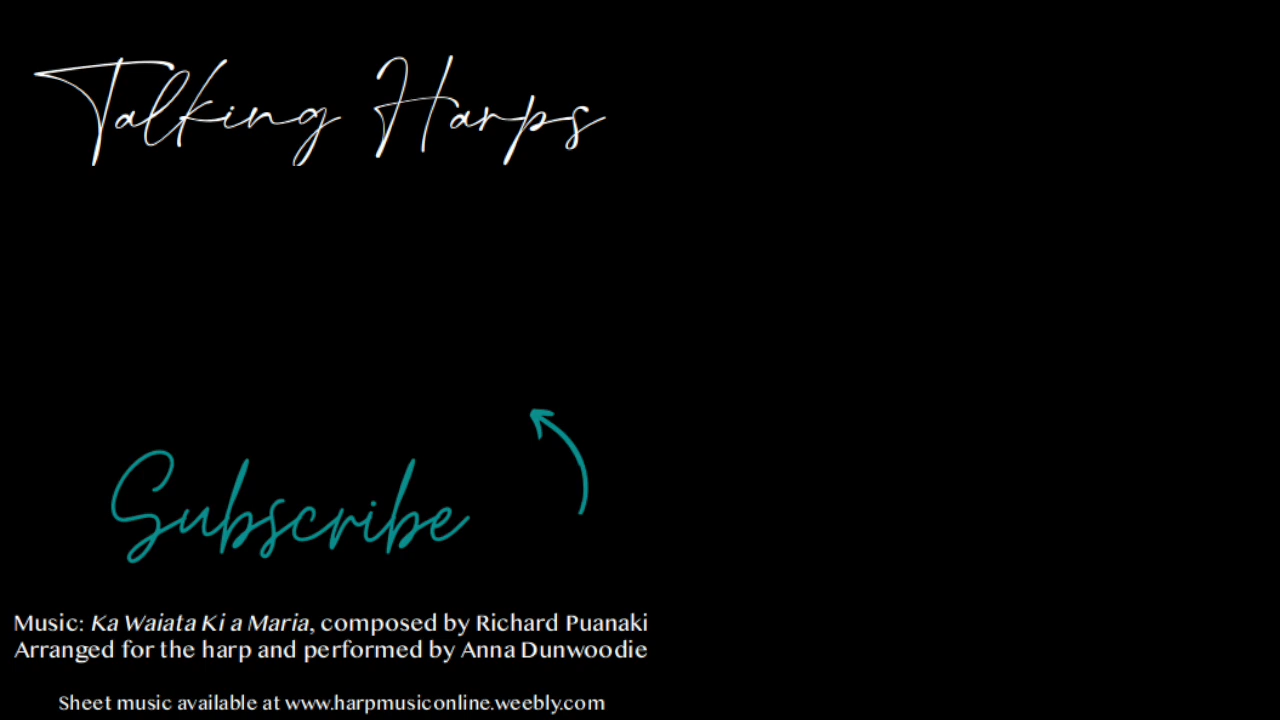 Talking Harps
Subscribe
Music: Ka Waiata Ki a Maria, composed by Richard Puanaki
Arranged for the harp and performed by Anna Dunwoodie
Sheet music available at www.harpmusiconline.weebly.com